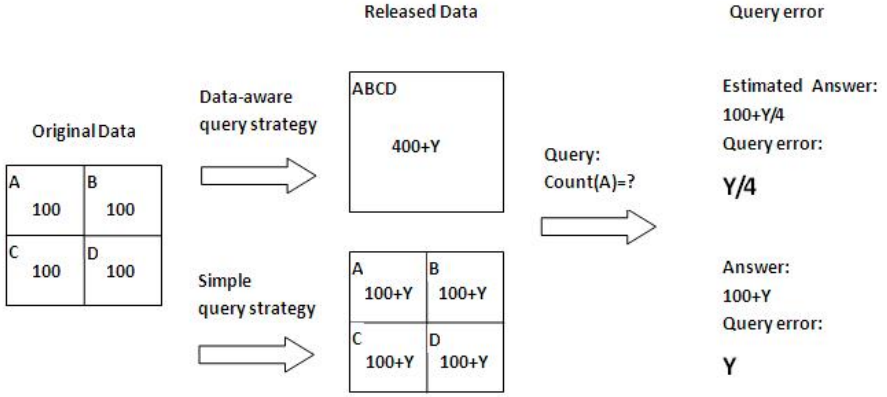 Released Data
Query error
Original Data
A
B
100
100
C
D
100
100
Data-aware
query strategy
Simple
query strategy
ABCD
400+Y
A
B
100+Y
100+Y
C
D
100+Y
100+Y
Query:
Count(A)=?
Estimated Answer:
100+Y/4
Query error:
Y/4
Answer:
100+Y
Query error:
Y